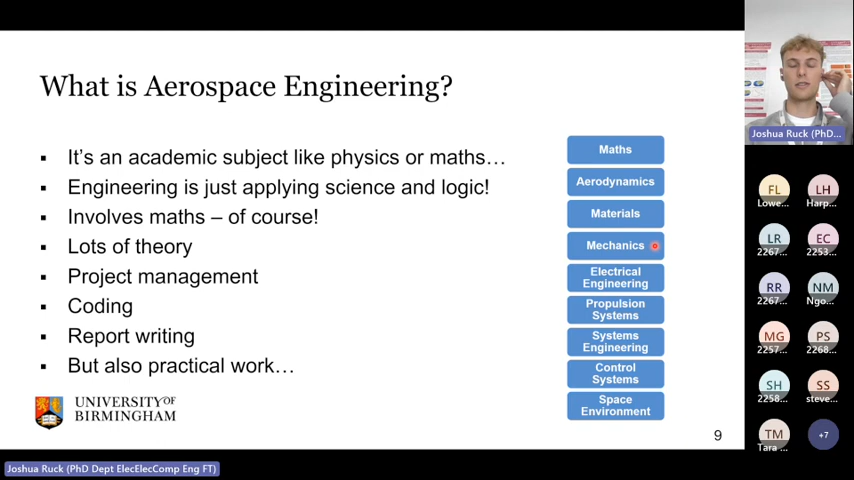 What is Aerospace Engineering?
▪ It's an academic subject like physics or maths…
▪ Engineering is just applying science and logic!
▪ Involves maths – of course!
▪ Lots of theory
▪ Project management
▪ Coding
▪ Report writing
▪ But also practical work…
UNIVERSITY OF
BIRMINGHAM
Maths
Aerodynamics
Materials
Mechanics
Electrical
Engineering
Propulsion
Systems
Systems
Engineering
Control
Systems
Space
Environment
9
Joshua Ruck (PhD Dept ElecElecComp Eng FT)
Joshua Ruck (PhD...
FL LH
Lowe... Harp...
LR EC
2267... 2253...
RR NM
2267... Ngo...
MG PS
2257... 2268...
SH SS
2258... steve...
TM +7
Tara ...